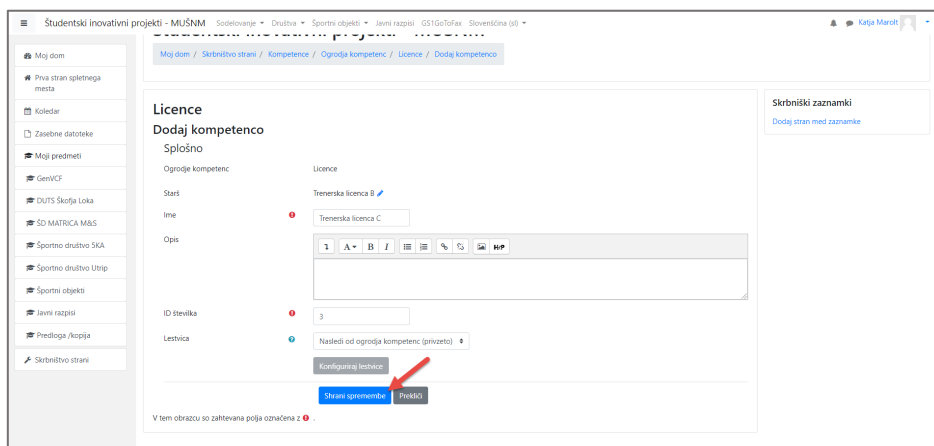 Študentski inovativni projekti - MUŠNM Sodelovanje Društva Športni objekti Javni razpisi GS1GoToFax Slovenščina (sl) Katja Marolt
Študentski inovativni projekti - MUŠNM
Moj dom / Skrbništvo strani / Kompetence / Ogrodja kompetenc / Licence / Dodaj kompetenco
Moj dom
Prva stran spletnega
mesta
Koledar
Zasebne datoteke
Moji predmeti
GenVCF
DUTS Škofja Loka
ŠD MATRICA M&S
Športno društvo 5KA
Športno društvo Utrip
Športni objekti
Javni razpisi
Predloga /kopija
Skrbništvo strani
Licence
Dodaj kompetenco
Splošno
Ogrodje kompetenc Licence
Starš Trenerska licenca B
Ime Trenerska licenca C
Opis
A B I H-P
ID številka 3
Lestvica Nasledi od ogrodja kompetenc (privzeto)
Konfiguriraj lestvice
Shrani spremembe Prekliči
V tem obrazcu so zahtevana polja označena z .
Skrbniški zaznamki
Dodaj stran med zaznamke